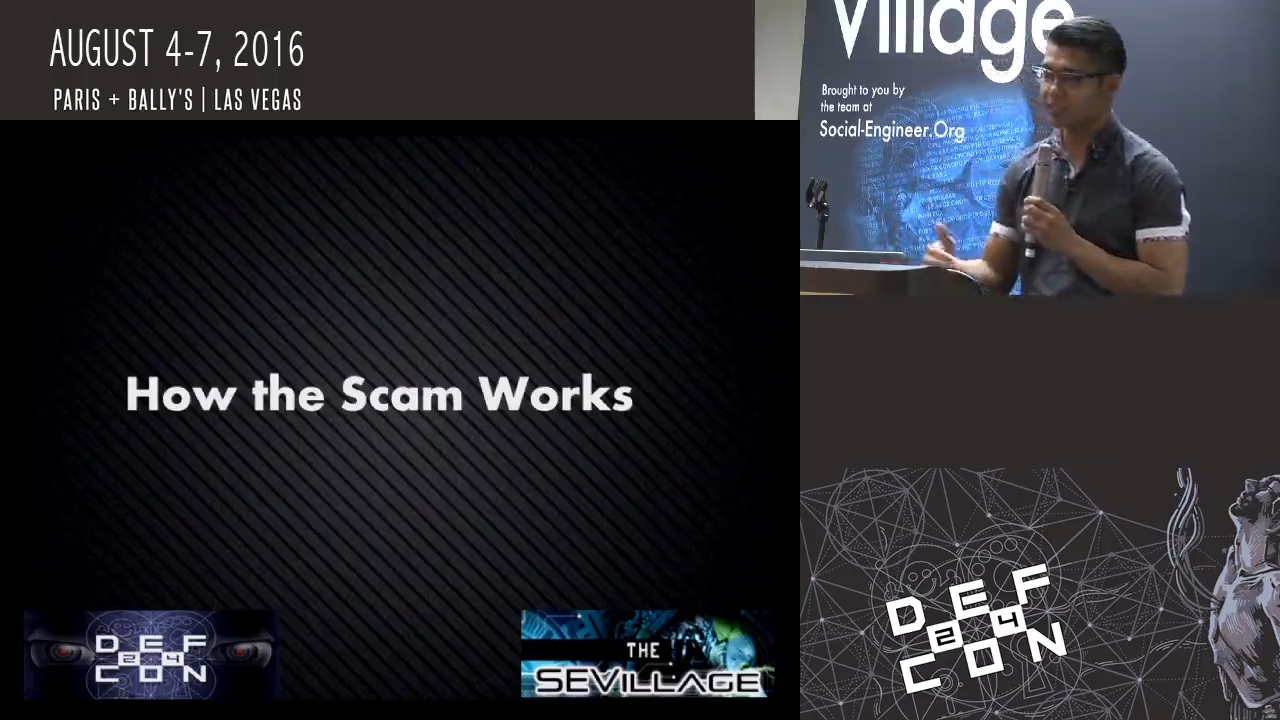 AUGUST 4-7, 2016
PARIS + BALLY'S | LAS VEGAS
Village
Brought to you by
the team at
Social-Engineer.Org
How the Scam Works
DEF
24
CON
THE
SEVILLAGE
DEF
24
CON